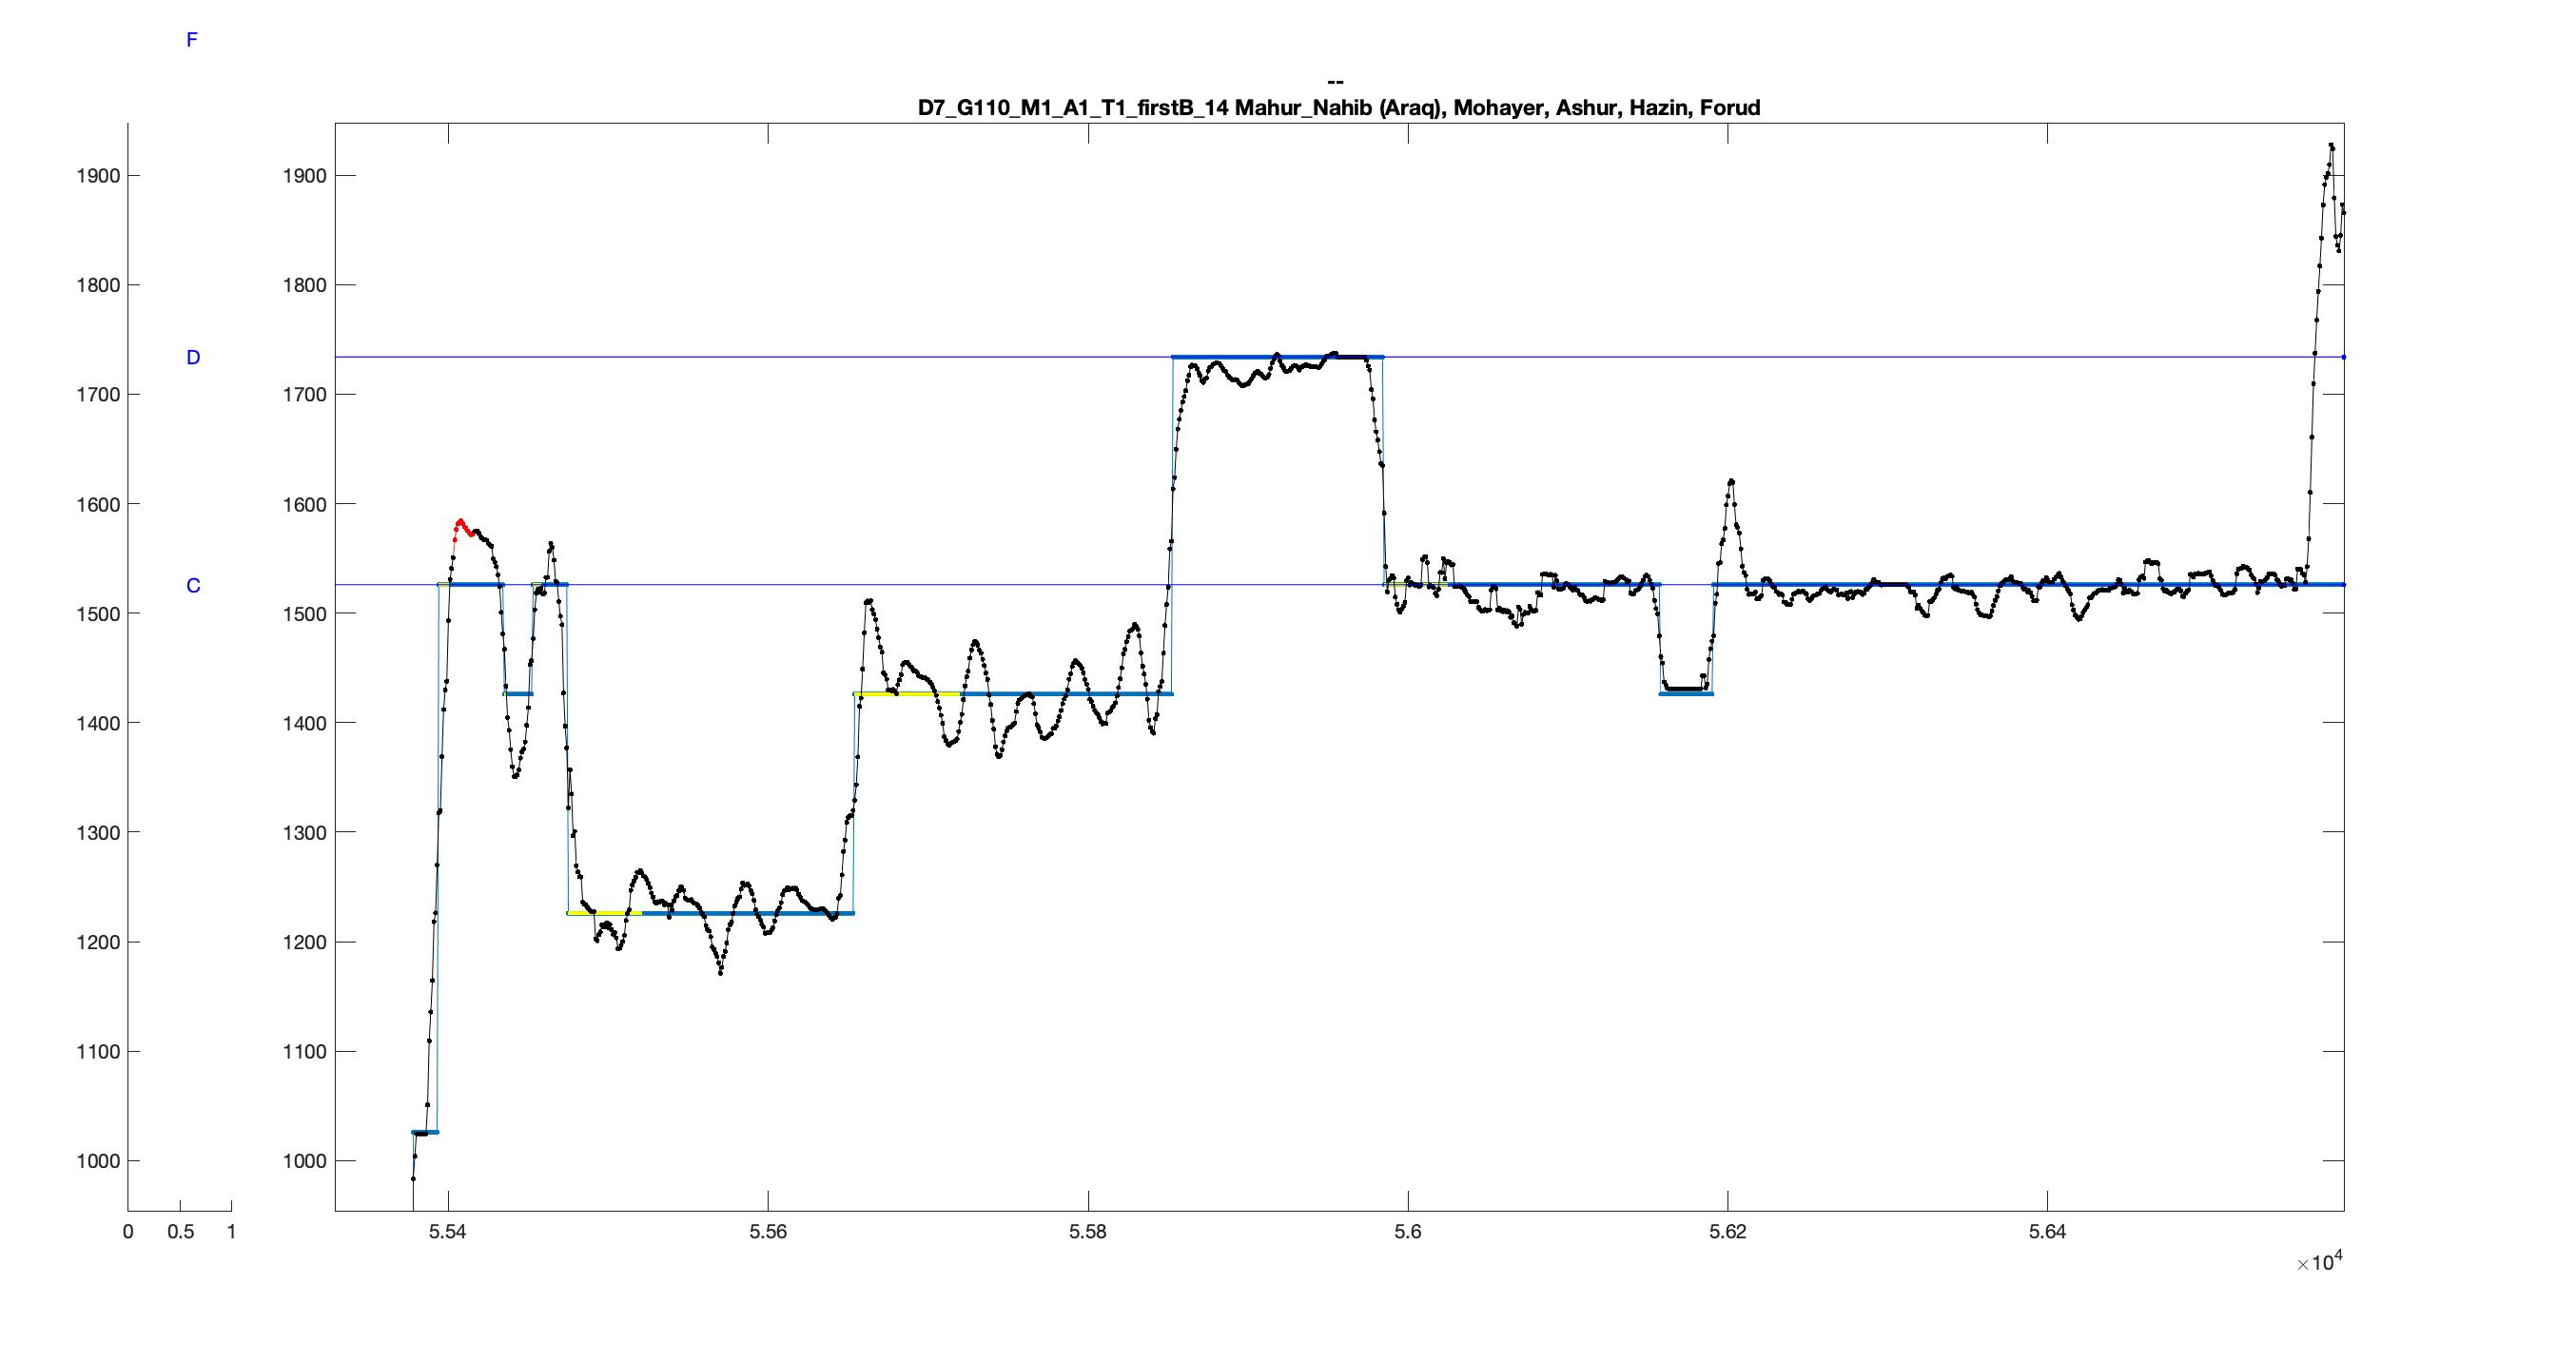 F
--
D7_G110_M1_A1_T1_firstB_14 Mahur_Nahib (Araq), Mohayer, Ashur, Hazin, Forud
1900 1900
1800 1800
D
1700 1700
1600 1600
C
1500 1500
1400 1400
1300 1300
1200 1200
1100 1100
1000 1000
0 0.5 1 5.54 5.56 5.58 5.6 5.62 5.64
×10⁴